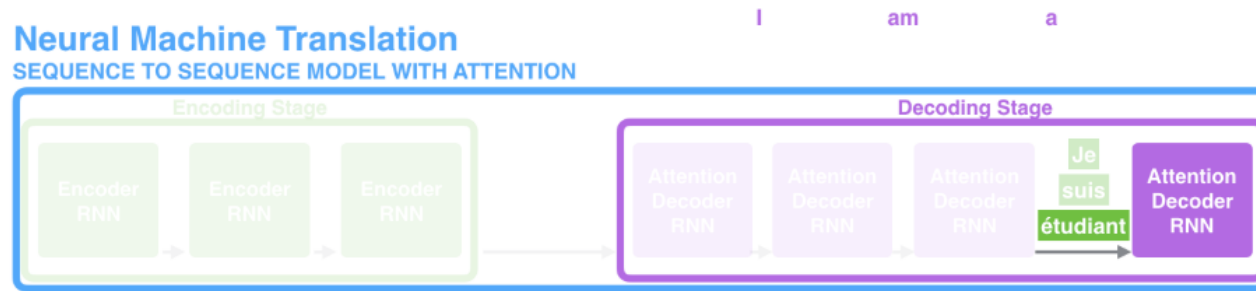 I am a
Neural Machine Translation
SEQUENCE TO SEQUENCE MODEL WITH ATTENTION
Encoding Stage
Decoding Stage
Encoder
RNN
Encoder
RNN
Encoder
RNN
Attention
Decoder
RNN
Attention
Decoder
RNN
Attention
Decoder
RNN
Je
suis
étudiant
Attention
Decoder
RNN